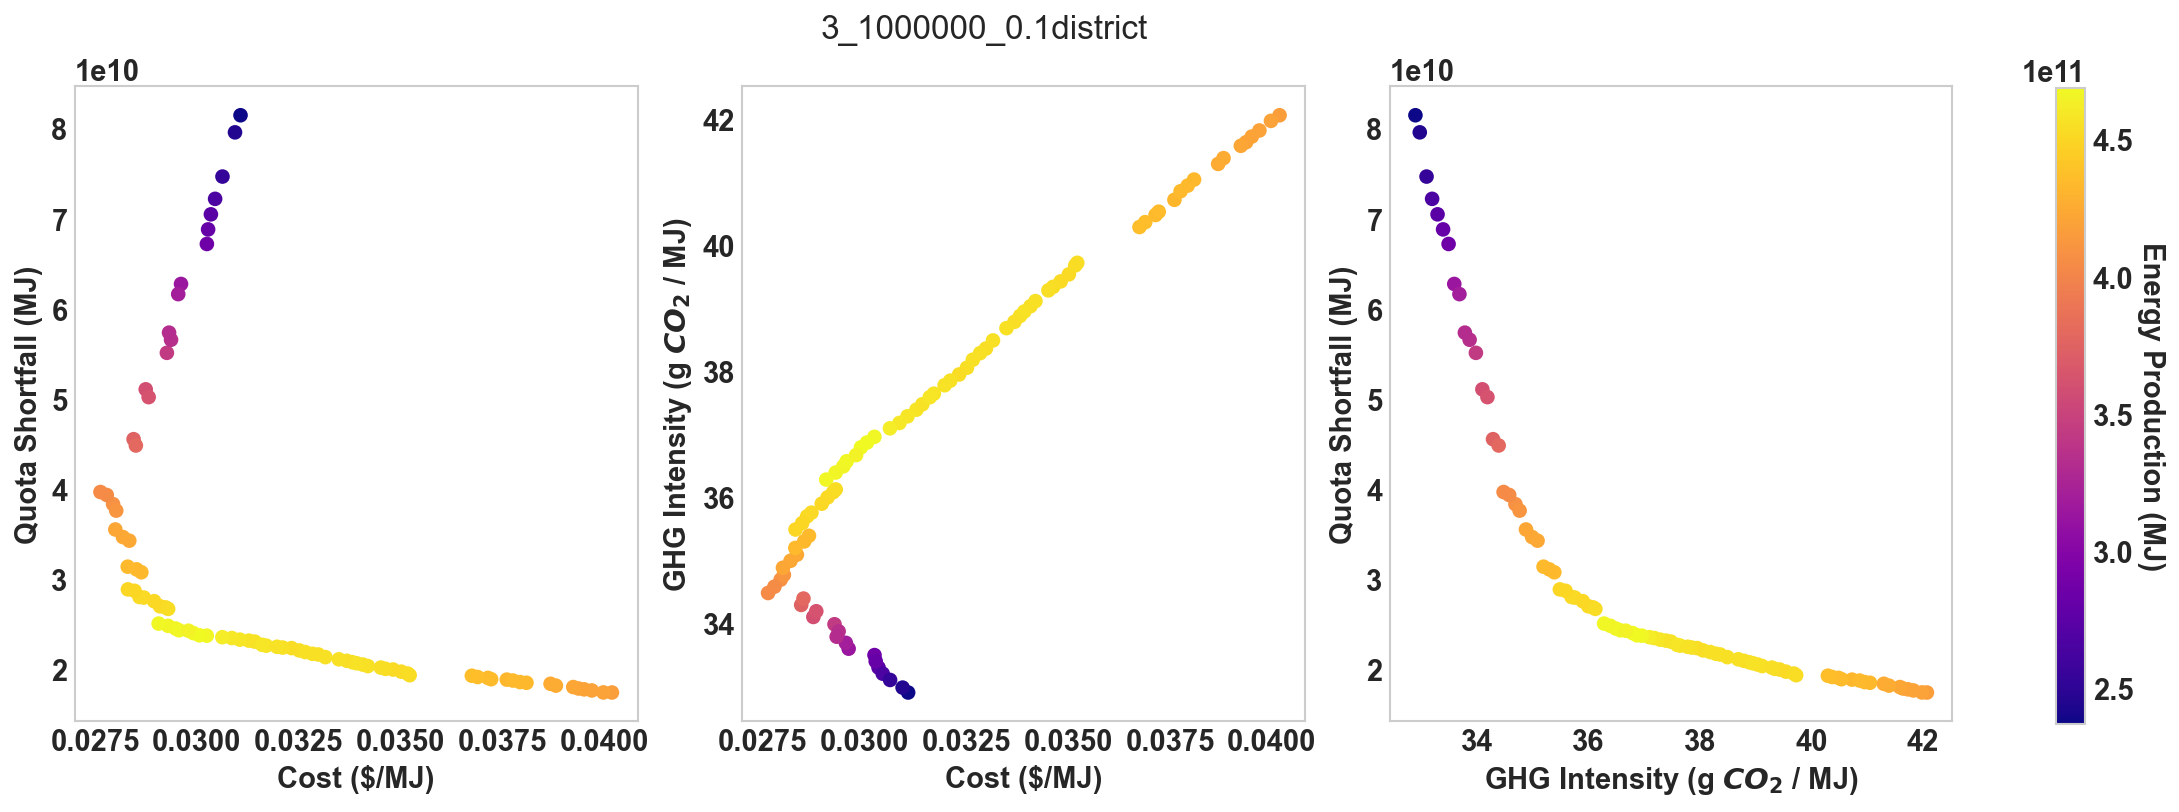 3_1000000_0.1district
1e10
8
7
6
5
4
3
2
Quota Shortfall (MJ)
0.0275 0.0300 0.0325 0.0350 0.0375 0.0400
Cost ($/MJ)
42
40
38
36
34
GHG Intensity (g CO₂ / MJ)
0.0275 0.0300 0.0325 0.0350 0.0375 0.0400
Cost ($/MJ)
1e10
8
7
6
5
4
3
2
Quota Shortfall (MJ)
34 36 38 40 42
GHG Intensity (g CO₂ / MJ)
1e11
4.5
4.0
3.5
3.0
2.5
Energy Production (MJ)